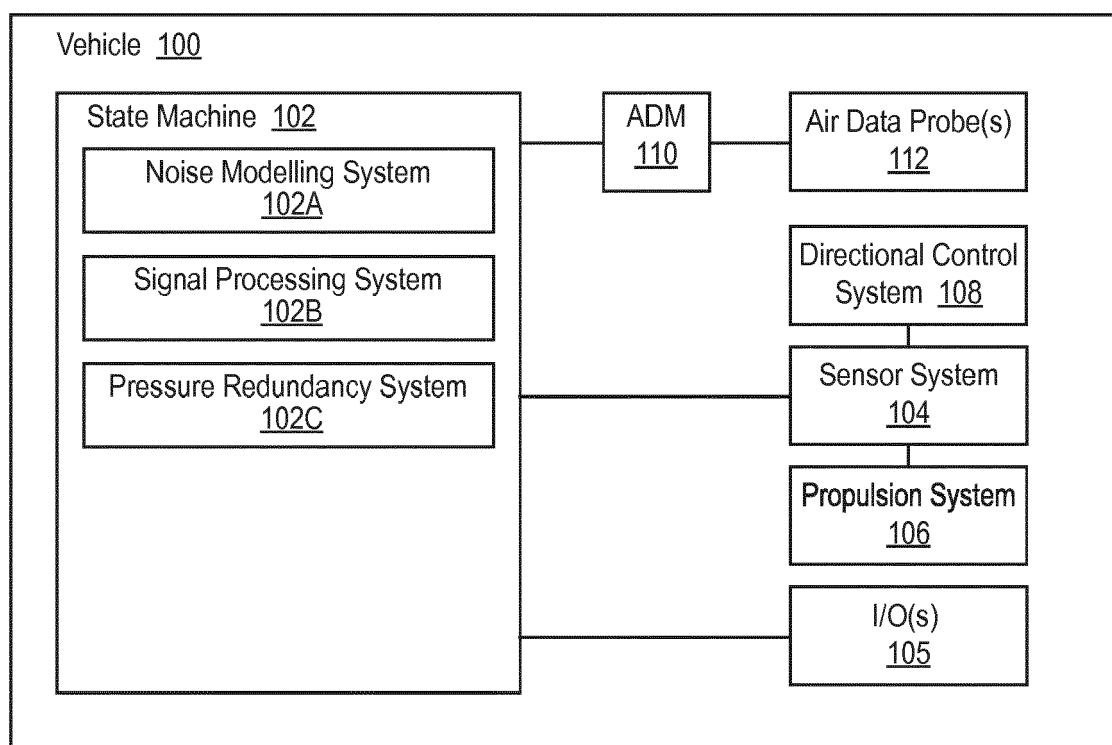 Vehicle 100
State Machine 102
Noise Modelling System
102A
Signal Processing System
102B
Pressure Redundancy System
102C
ADM
110
Air Data Probe(s)
112
Directional Control
System 108
Sensor System
104
Propulsion System
106
I/O(s)
105